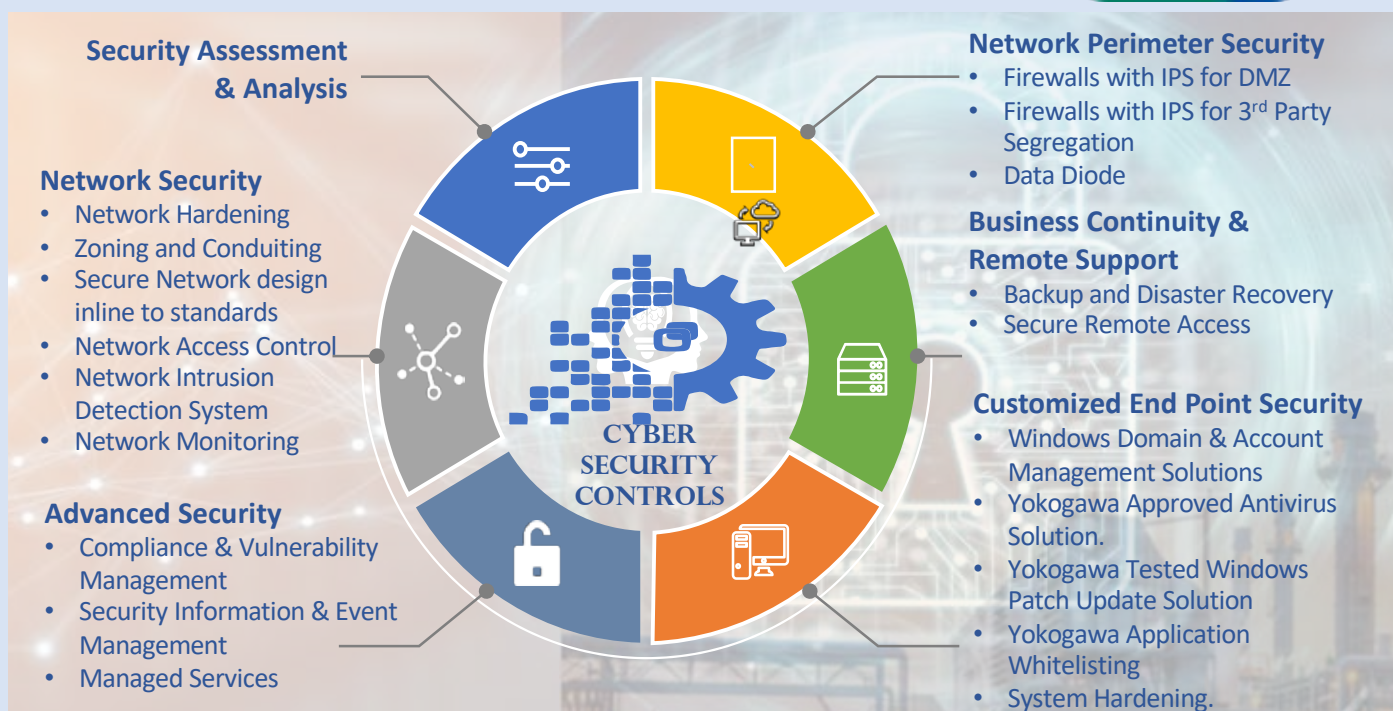 Security Assessment
& Analysis
Network Security
• Network Hardening
• Zoning and Conduiting
• Secure Network design
inline to standards
• Network Access Control
• Network Intrusion
Detection System
• Network Monitoring
Advanced Security
• Compliance & Vulnerability
Management
• Security Information & Event
Management
• Managed Services
CYBER
SECURITY
CONTROLS
Network Perimeter Security
• Firewalls with IPS for DMZ
• Firewalls with IPS for 3rd Party
Segregation
• Data Diode
Business Continuity &
Remote Support
• Backup and Disaster Recovery
• Secure Remote Access
Customized End Point Security
• Windows Domain & Account
Management Solutions
• Yokogawa Approved Antivirus
Solution.
• Yokogawa Tested Windows
Patch Update Solution
• Yokogawa Application
Whitelisting
• System Hardening.